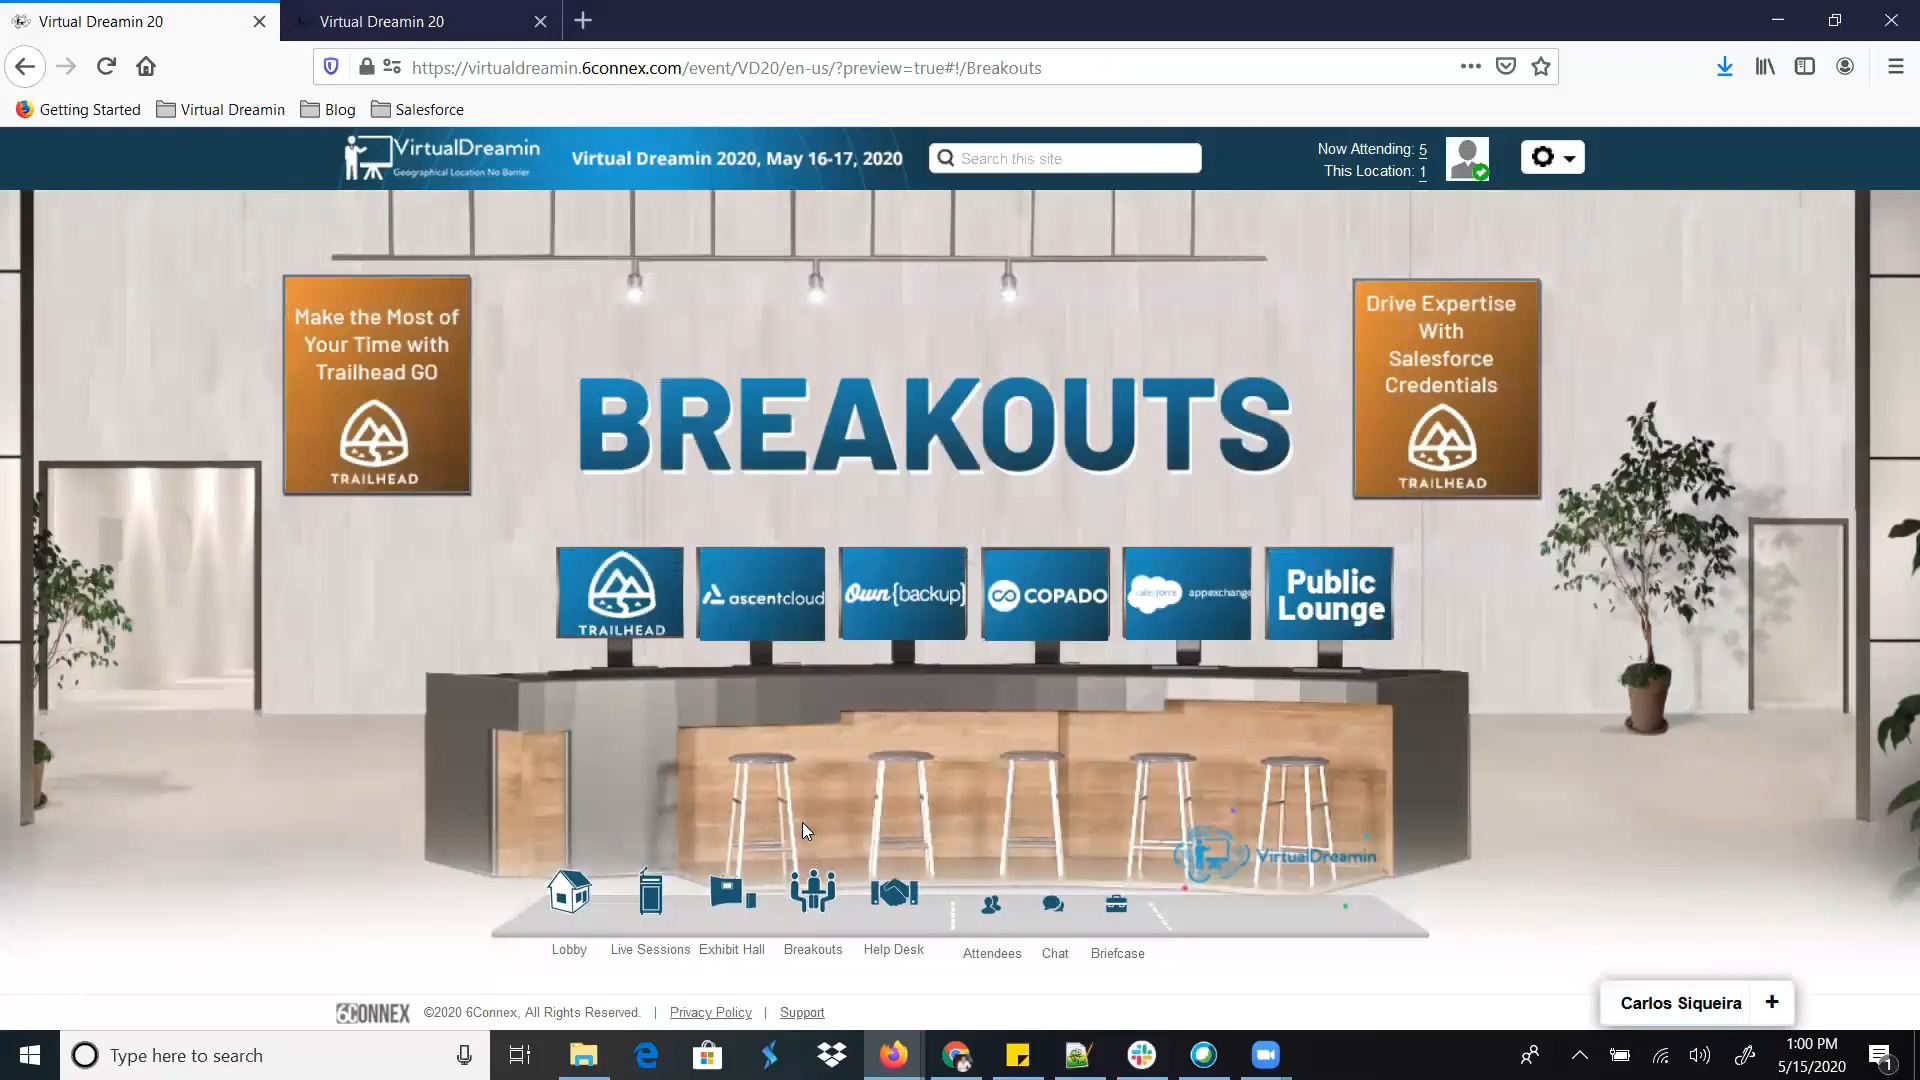 Virtual Dreamin 20
Virtual Dreamin 20
https://virtualdreamin.6connex.com/event/VD20/en-us/?preview=true#!/Breakouts
Getting Started
Virtual Dreamin
Blog
Salesforce
VirtualDreamin
Geographical Location No Barrier
Virtual Dreamin 2020, May 16-17, 2020
Search this site
Now Attending: 5
This Location: 1
Make the Most of
Your Time with
Trailhead GO
TRAILHEAD
BREAKOUTS
Drive Expertise
With
Salesforce
Credentials
TRAILHEAD
TRAILHEAD
ascentcloud
Own{backup}
COPADO
salesforce appexchange
Public
Lounge
VirtualDreamin
Lobby
Live Sessions
Exhibit Hall
Breakouts
Help Desk
Attendees
Chat
Briefcase
Carlos Siqueira +
6CONNEX
©2020 6Connex, All Rights Reserved. | Privacy Policy | Support
Type here to search
1:00 PM
5/15/2020
1